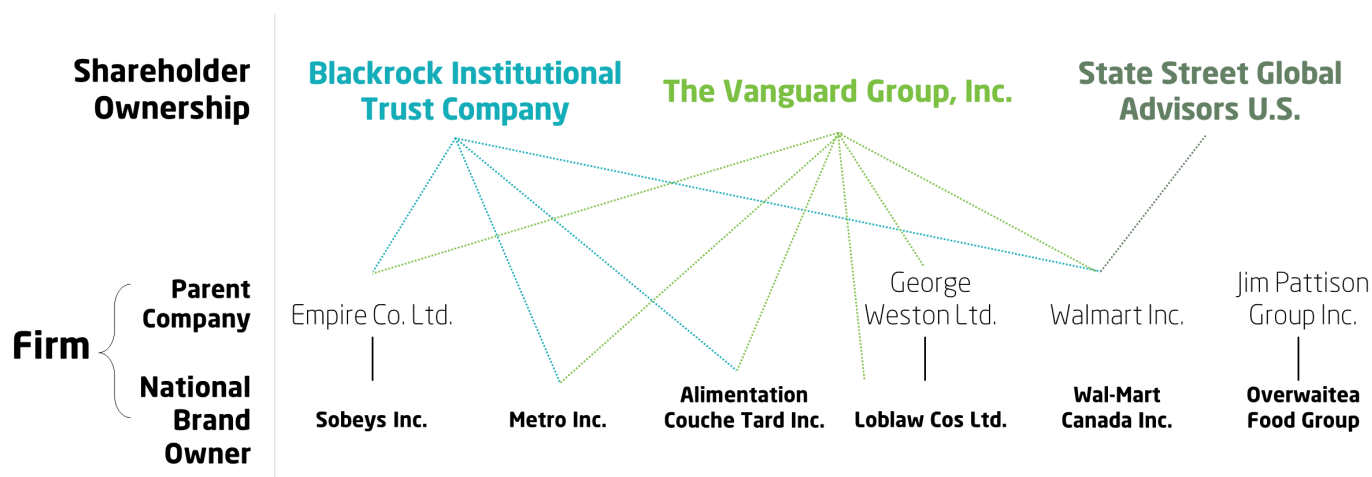 Shareholder
Ownership
Blackrock Institutional
Trust Company
The Vanguard Group, Inc.
State Street Global
Advisors U.S.
Firm
Parent
Company
Empire Co. Ltd.
George
Weston Ltd.
Walmart Inc.
Jim Pattison
Group Inc.
National
Brand
Owner
Sobeys Inc.
Metro Inc.
Alimentation
Couche Tard Inc.
Loblaw Cos Ltd.
Wal-Mart
Canada Inc.
Overwaitea
Food Group